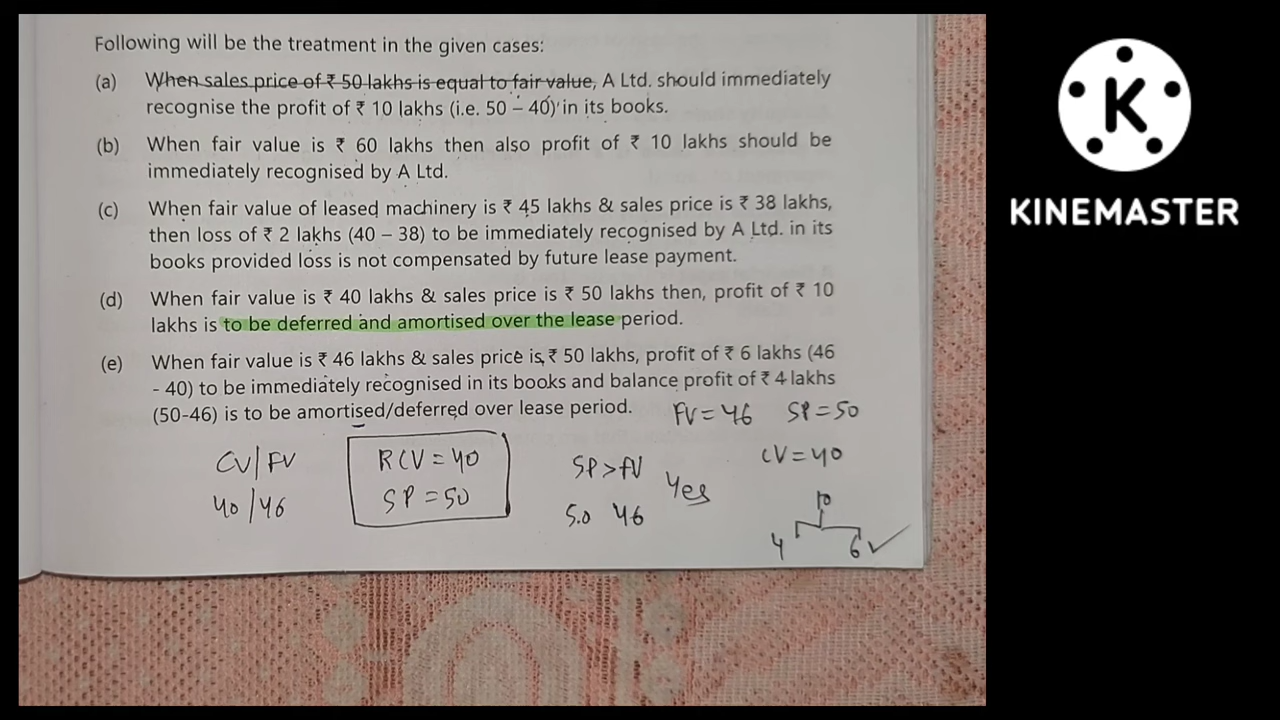 Following will be the treatment in the given cases:
(a) When sales price of ₹ 50 lakhs is equal to fair value, A Ltd. should immediately
recognise the profit of ₹ 10 lakhs (i.e. 50 – 40) in its books.
(b) When fair value is ₹ 60 lakhs then also profit of ₹ 10 lakhs should be
immediately recognised by A Ltd.
(c) When fair value of leased machinery is ₹ 45 lakhs & sales price is ₹ 38 lakhs,
then loss of ₹ 2 lakhs (40 – 38) to be immediately recognised by A Ltd. in its
books provided loss is not compensated by future lease payment.
(d) When fair value is ₹ 40 lakhs & sales price is ₹ 50 lakhs then, profit of ₹ 10
lakhs is to be deferred and amortised over the lease period.
(e) When fair value is ₹ 46 lakhs & sales price is ₹ 50 lakhs, profit of ₹ 6 lakhs (46
- 40) to be immediately recognised in its books and balance profit of ₹ 4 lakhs
(50-46) is to be amortised/deferred over lease period.
FV = 46 SP = 50
CV = 40
CV/FV
40/46
RCV = 40
SP = 50
SP > FV
50 46
Yes
10
4 6
K
KINEMASTER